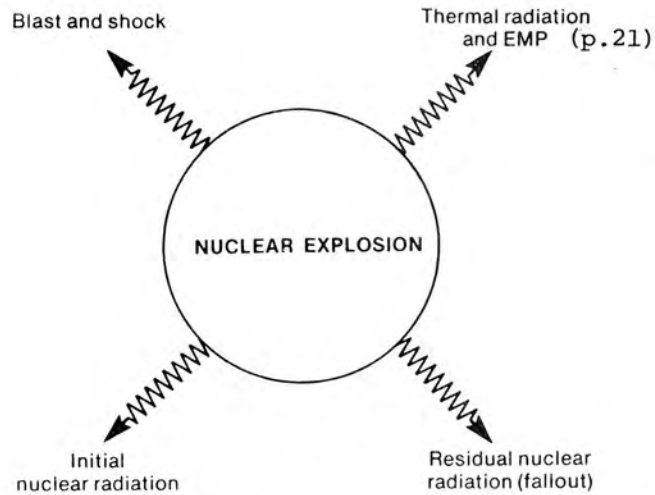 Blast and shock
Thermal radiation
and EMP (p.21)
NUCLEAR EXPLOSION
Initial
nuclear radiation
Residual nuclear
radiation (fallout)